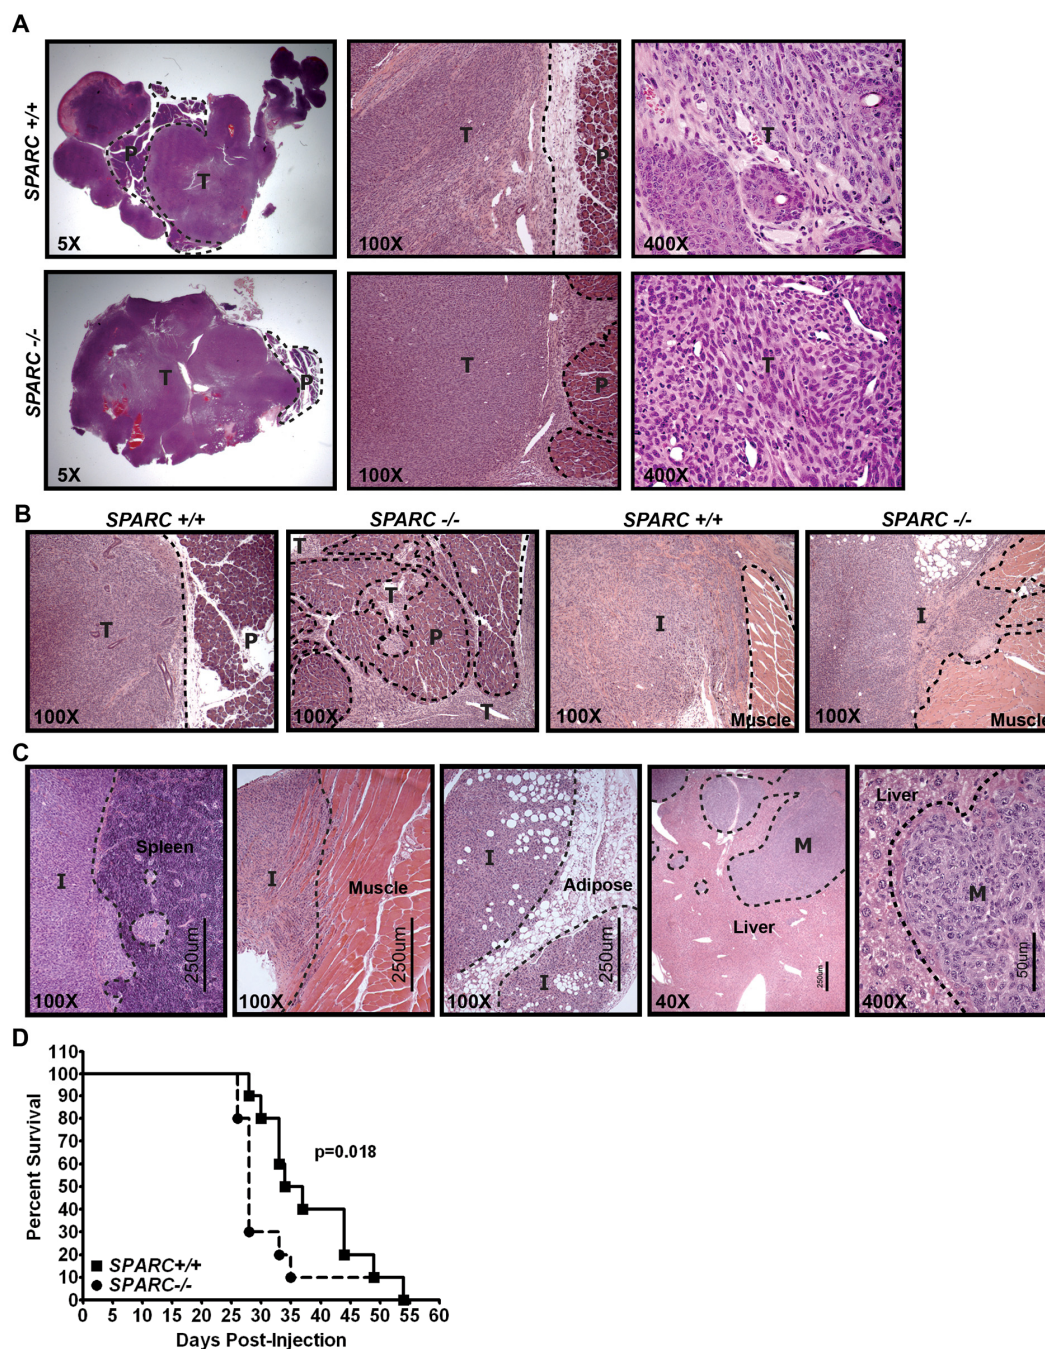 A
SPARC +/+
P
T
5X
T
P
100X
T
400X
SPARC -/-
T
P
5X
T
P
100X
T
400X
B
SPARC +/+
SPARC -/-
SPARC +/+
SPARC -/-
T
P
100X
T
T
P
T
100X
I
Muscle
100X
I
Muscle
100X
C
I
Spleen
250um
100X
I
Muscle
100X
I
Adipose
I
250um
100X
M
Liver
250um
40X
Liver
M
50um
400X
D
Percent Survival
110
100
90
80
60
50
40
30
20
10
0
p=0.018
SPARC+/+
SPARC-/-
0 5 10 15 20 25 30 35 40 45 50 55 60
Days Post-Injection